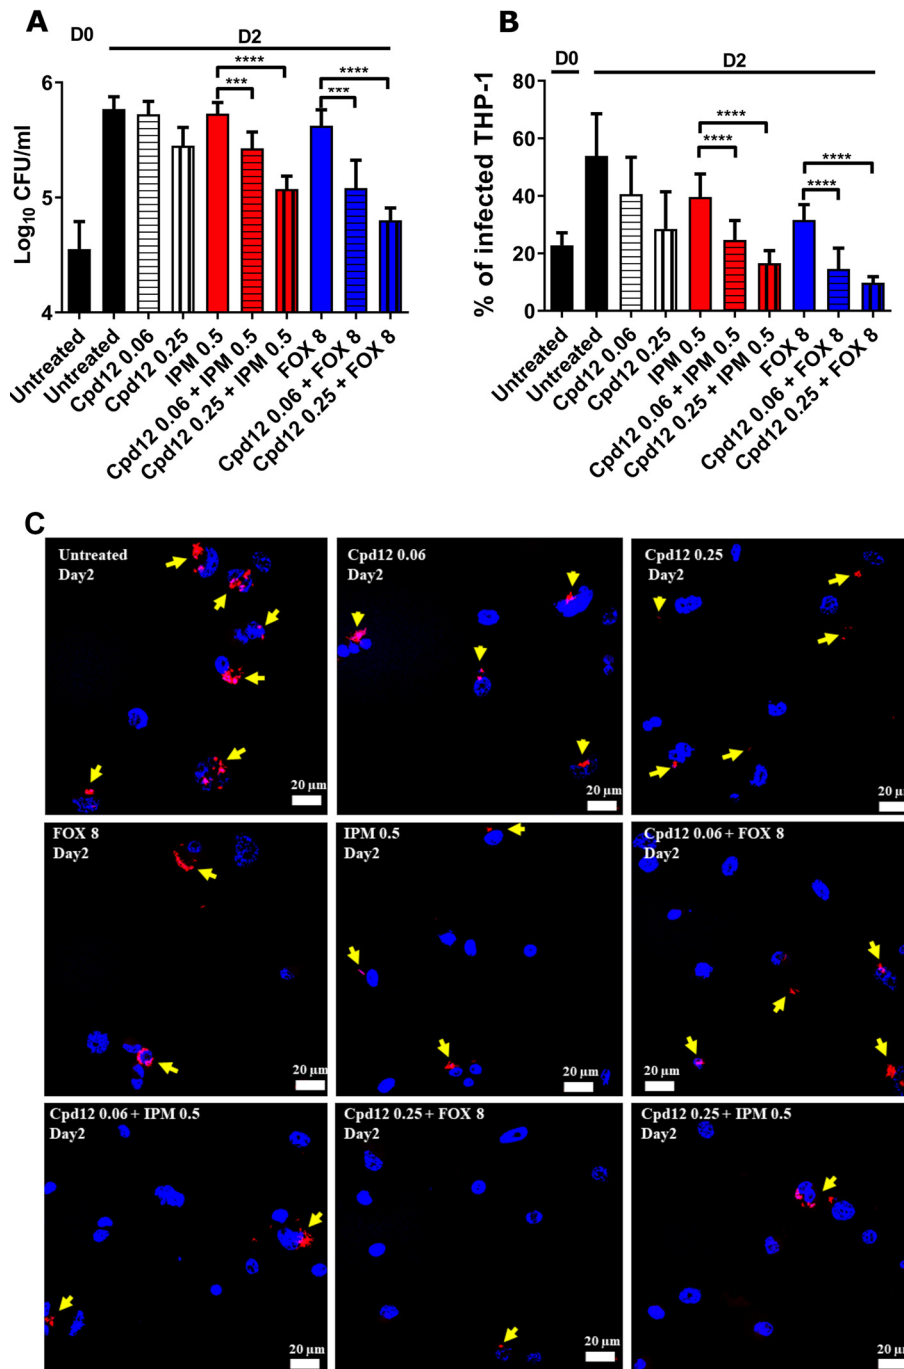 A
D0
D2
****
***
****
***
Log10 CFU/ml
6
5
4
Untreated
Untreated
Cpd12 0.06
Cpd12 0.25
IPM 0.5
Cpd12 0.06 + IPM 0.5
Cpd12 0.25 + IPM 0.5
FOX 8
Cpd12 0.06 + FOX 8
Cpd12 0.25 + FOX 8
B
D0
D2
****
****
****
****
% of infected THP-1
80
60
40
20
0
Untreated
Untreated
Cpd12 0.06
Cpd12 0.25
IPM 0.5
Cpd12 0.06 + IPM 0.5
Cpd12 0.25 + IPM 0.5
FOX 8
Cpd12 0.06 + FOX 8
Cpd12 0.25 + FOX 8
C
Untreated
Day2
20 µm
Cpd12 0.06
Day2
20 µm
Cpd12 0.25
Day2
20 µm
FOX 8
Day2
20 µm
IPM 0.5
Day2
20 µm
Cpd12 0.06 + FOX 8
Day2
20 µm
Cpd12 0.06 + IPM 0.5
Day2
20 µm
Cpd12 0.25 + FOX 8
Day2
20 µm
Cpd12 0.25 + IPM 0.5
Day2
20 µm